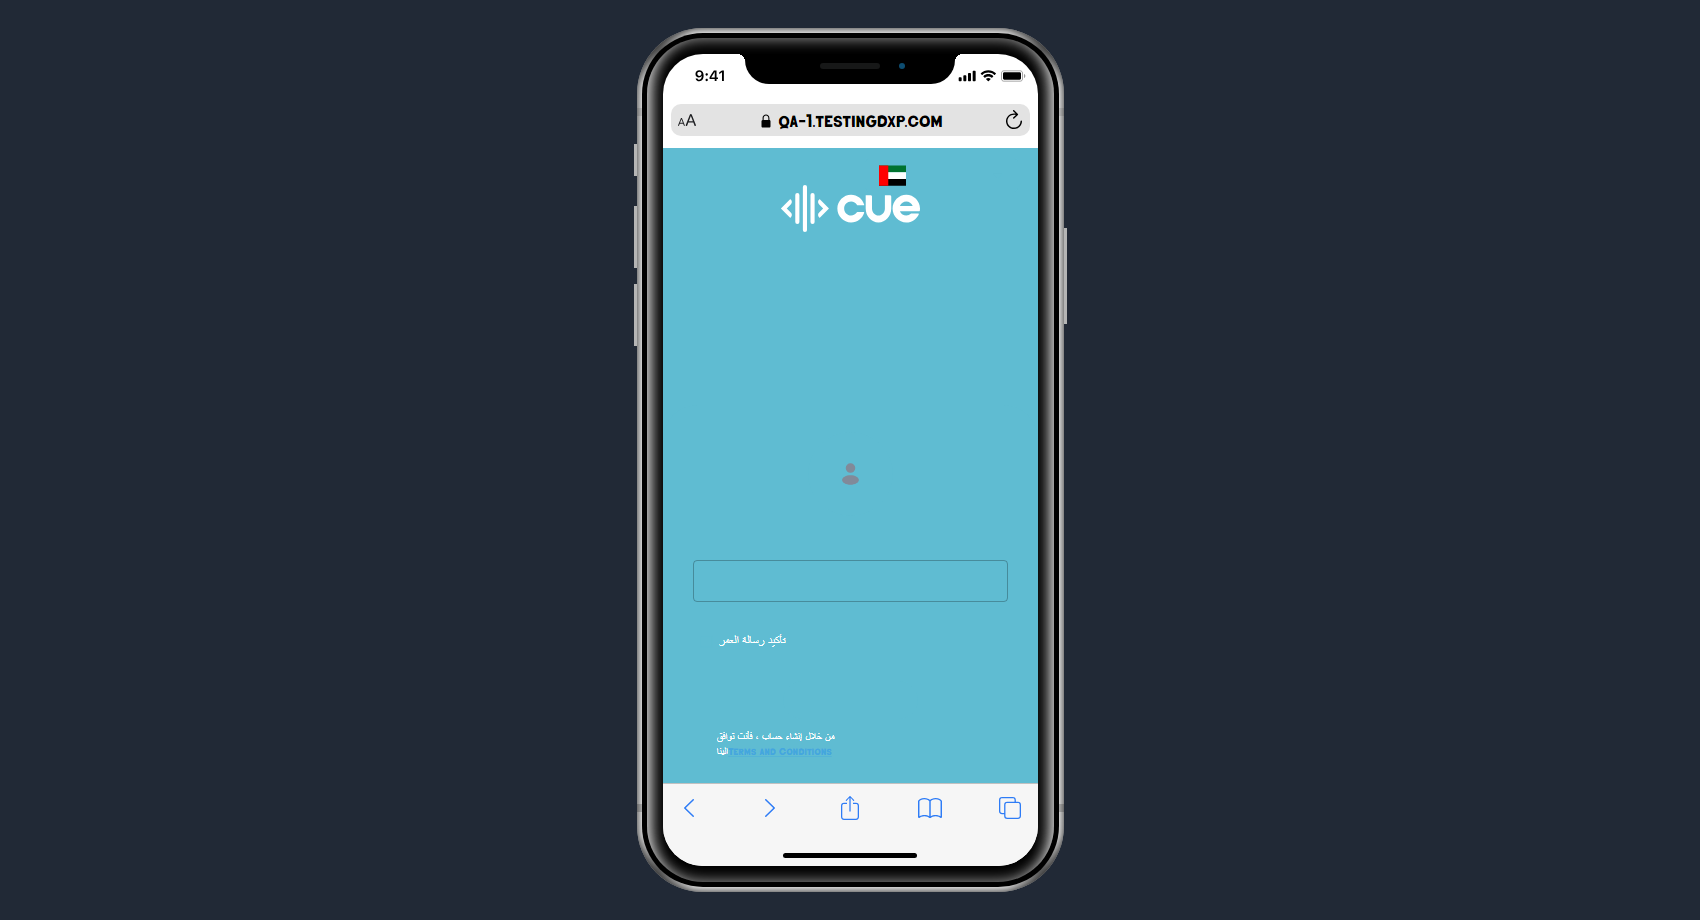 9:41
AA
QA-1.TESTINGDXP.COM
cue
تأكيد رسالة العمر
من خلال إنشاء حساب ، فأنت توافق
البناTerms and Conditions